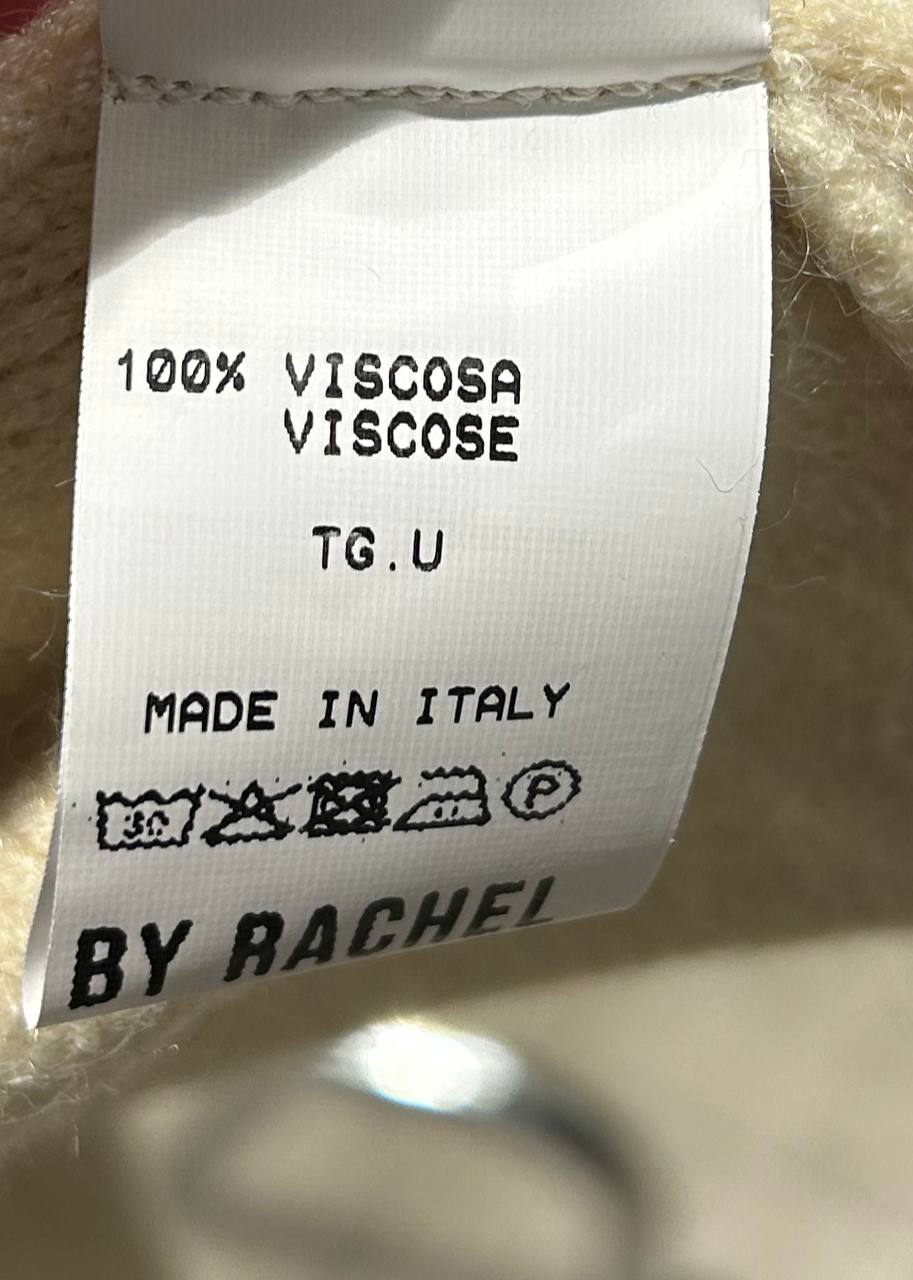 100% VISCOSA
VISCOSE
TG.U
MADE IN ITALY
30 P
BY RACHEL